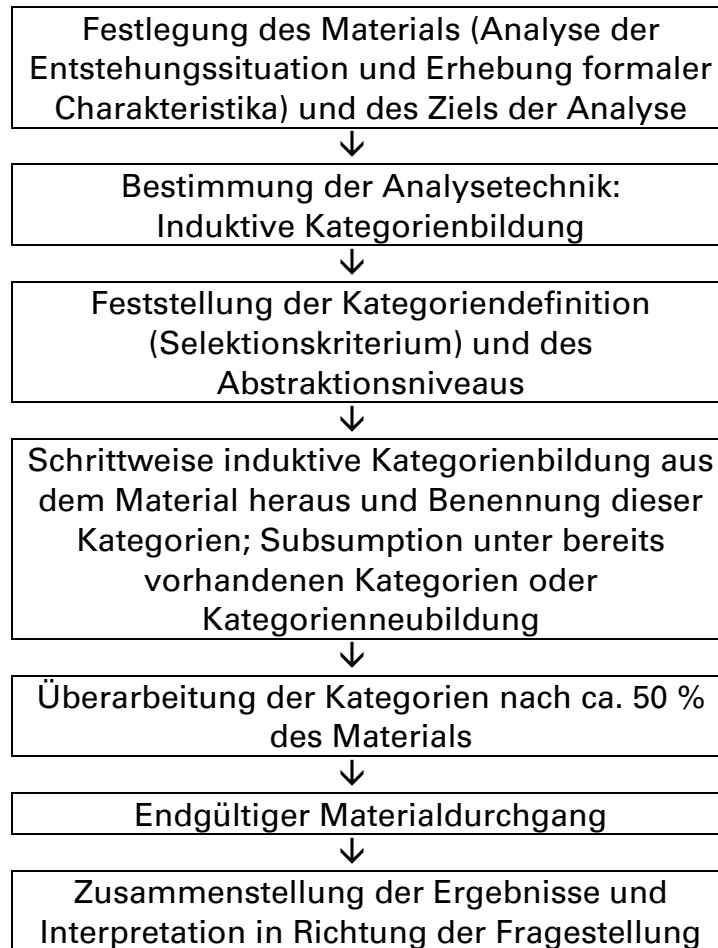 Festlegung des Materials (Analyse der
Entstehungssituation und Erhebung formaler
Charakteristika) und des Ziels der Analyse
↓
Bestimmung der Analysetechnik:
Induktive Kategorienbildung
↓
Feststellung der Kategoriendefinition
(Selektionskriterium) und des
Abstraktionsniveaus
↓
Schrittweise induktive Kategorienbildung aus
dem Material heraus und Benennung dieser
Kategorien; Subsumption unter bereits
vorhandenen Kategorien oder
Kategorienneubildung
↓
Überarbeitung der Kategorien nach ca. 50 %
des Materials
↓
Endgültiger Materialdurchgang
↓
Zusammenstellung der Ergebnisse und
Interpretation in Richtung der Fragestellung